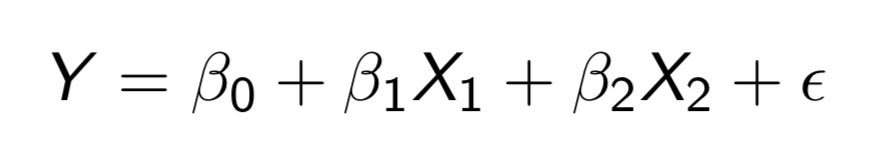 Y = β₀ + β₁X₁ + β₂X₂ + ϵ